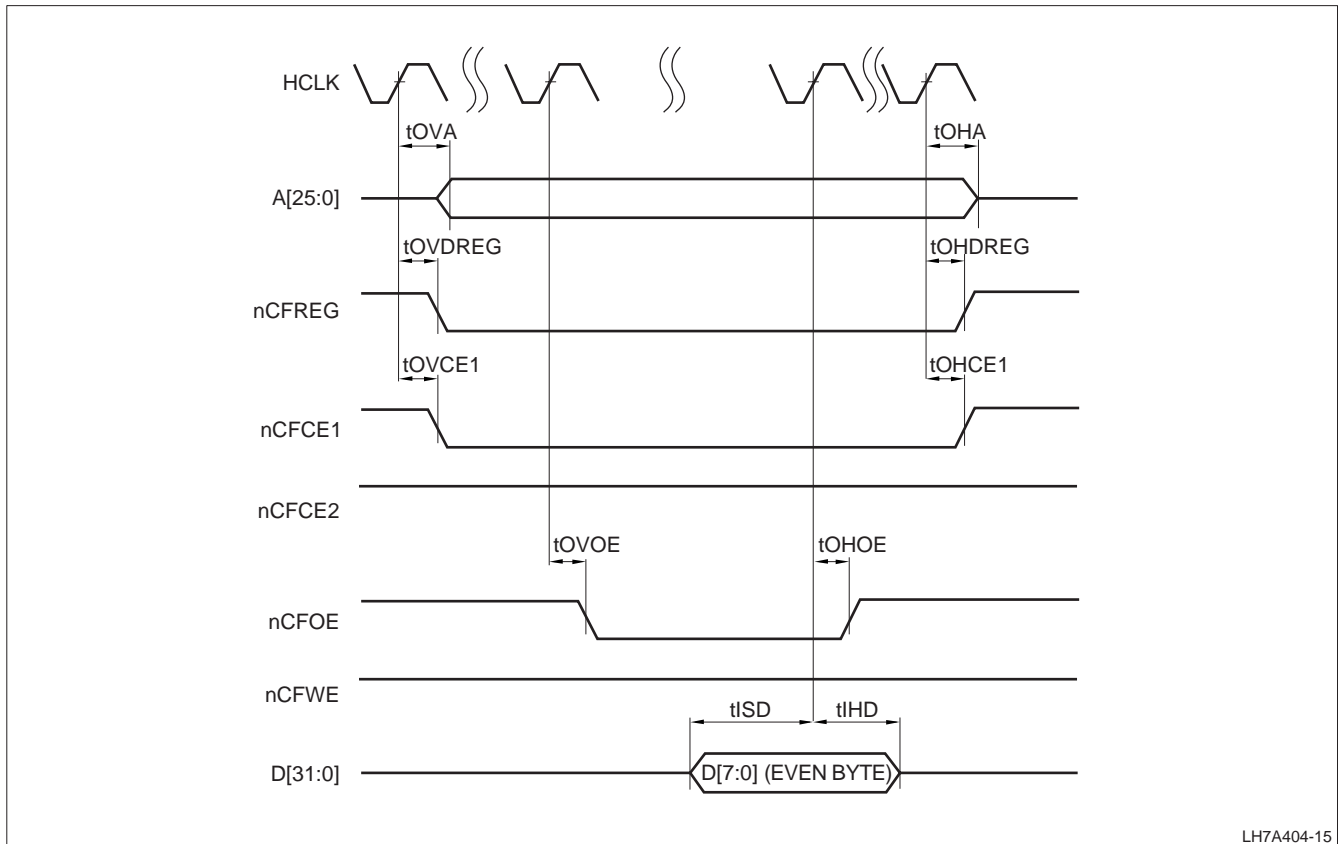 HCLK
tOVA
tOHA
A[25:0]
tOVDREG
tOHDREG
nCFREG
tOVCE1
tOHCE1
nCFCE1
nCFCE2
tOVOE
tOHOE
nCFOE
nCFWE
tISD
tIHD
D[31:0]
D[7:0] (EVEN BYTE)
LH7A404-15